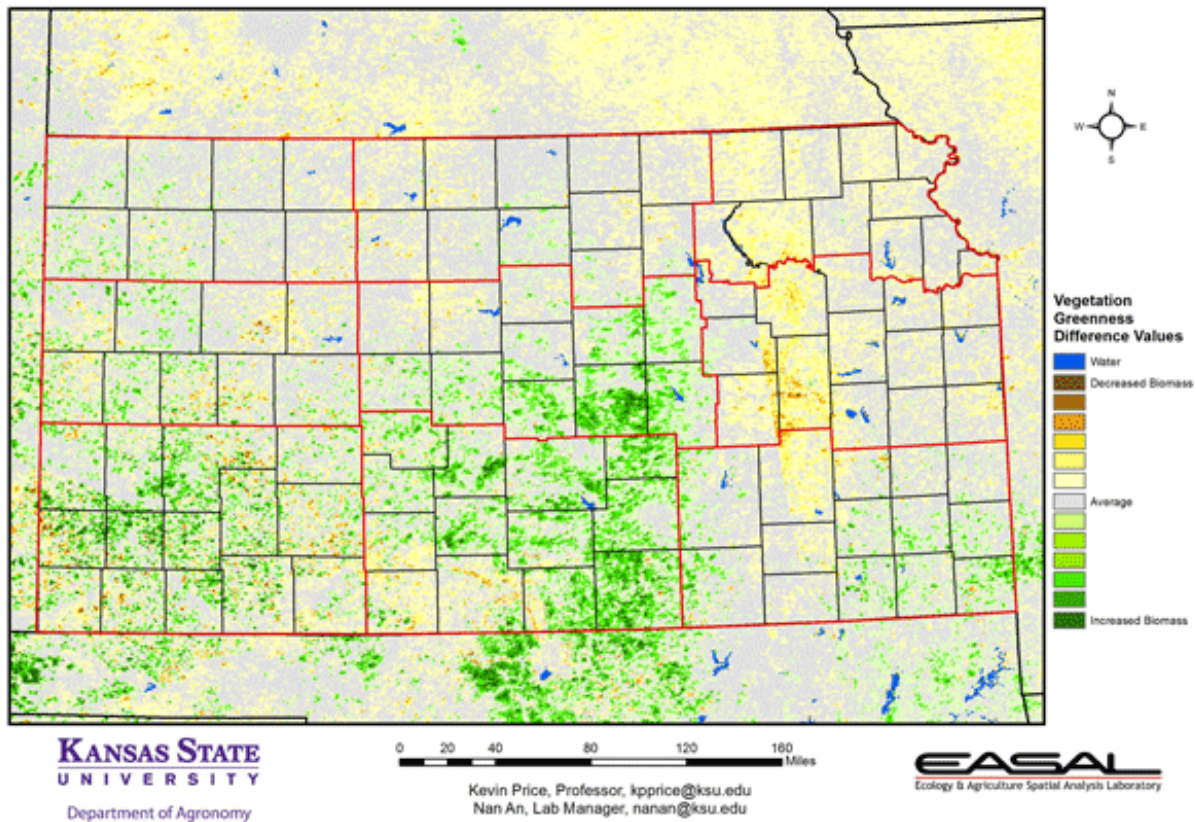 N
W E
S
Vegetation
Greenness
Difference Values
Water
Decreased Biomass
Average
Increased Biomass
KANSAS STATE
UNIVERSITY
Department of Agronomy
0 20 40 80 120 160
Miles
Kevin Price, Professor, kpprice@ksu.edu
Nan An, Lab Manager, nanan@ksu.edu
EASAL
Ecology & Agriculture Spatial Analysis Laboratory